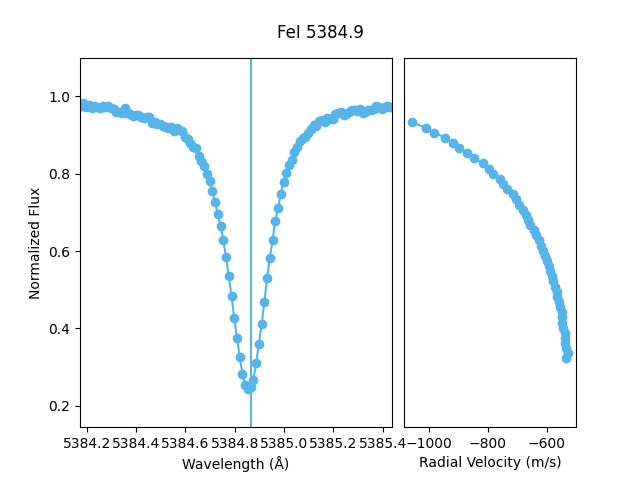 FeI 5384.9
Normalized Flux
1.0
0.8
0.6
0.4
0.2
5384.2 5384.4 5384.6 5384.8 5385.0 5385.2 5385.4
Wavelength (Å)
−1000 −800 −600
Radial Velocity (m/s)